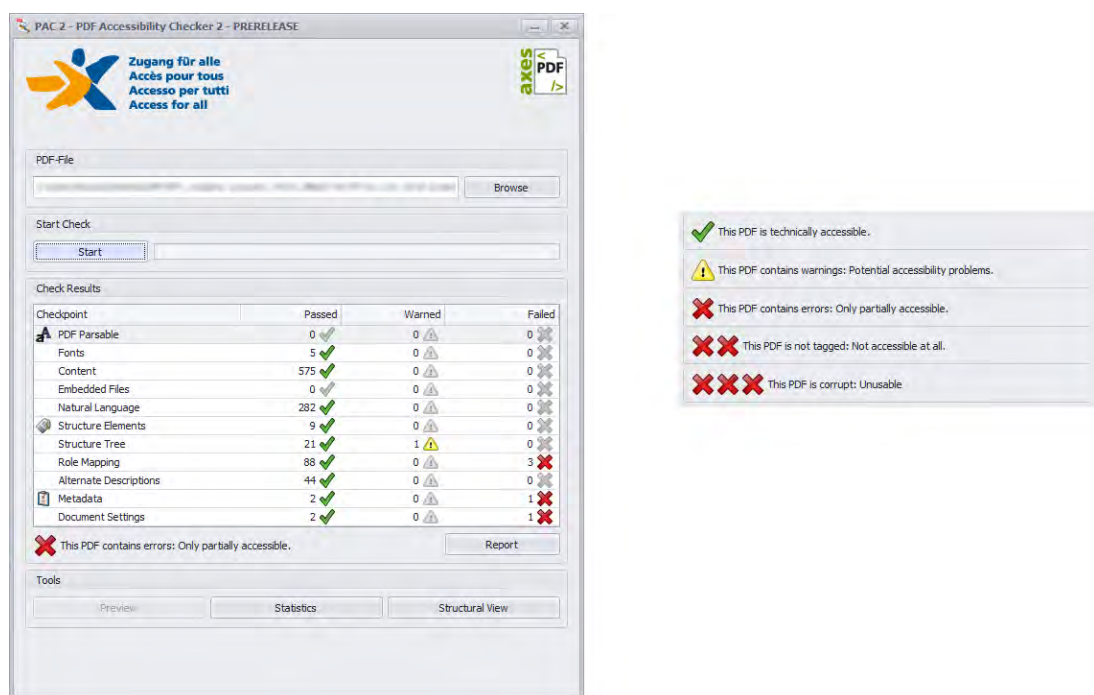 PAC 2 - PDF Accessibility Checker 2 - PRERELEASE
Zugang für alle
Accès pour tous
Accesso per tutti
Access for all
axes
< PDF />
PDF-File
Browse
Start Check
Start
Check Results
Checkpoint Passed Warned Failed
PDF Parsable 0 0 0
Fonts 5 0 0
Content 575 0 0
Embedded Files 0 0 0
Natural Language 282 0 0
Structure Elements 9 0 0
Structure Tree 21 1 0
Role Mapping 88 0 3
Alternate Descriptions 44 0 0
Metadata 2 0 1
Document Settings 2 0 1
This PDF contains errors: Only partially accessible.
Report
Tools
Preview Statistics Structural View
This PDF is technically accessible.
This PDF contains warnings: Potential accessibility problems.
This PDF contains errors: Only partially accessible.
This PDF is not tagged: Not accessible at all.
This PDF is corrupt: Unusable